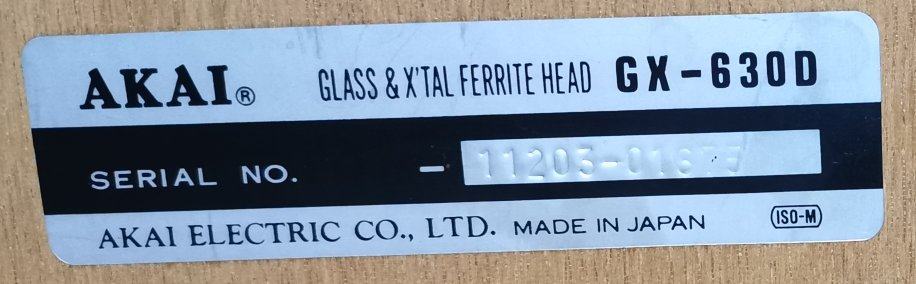 AKAI® GLASS & X'TAL FERRITE HEAD GX-630D
SERIAL NO. –
AKAI ELECTRIC CO., LTD. MADE IN JAPAN ISO-M